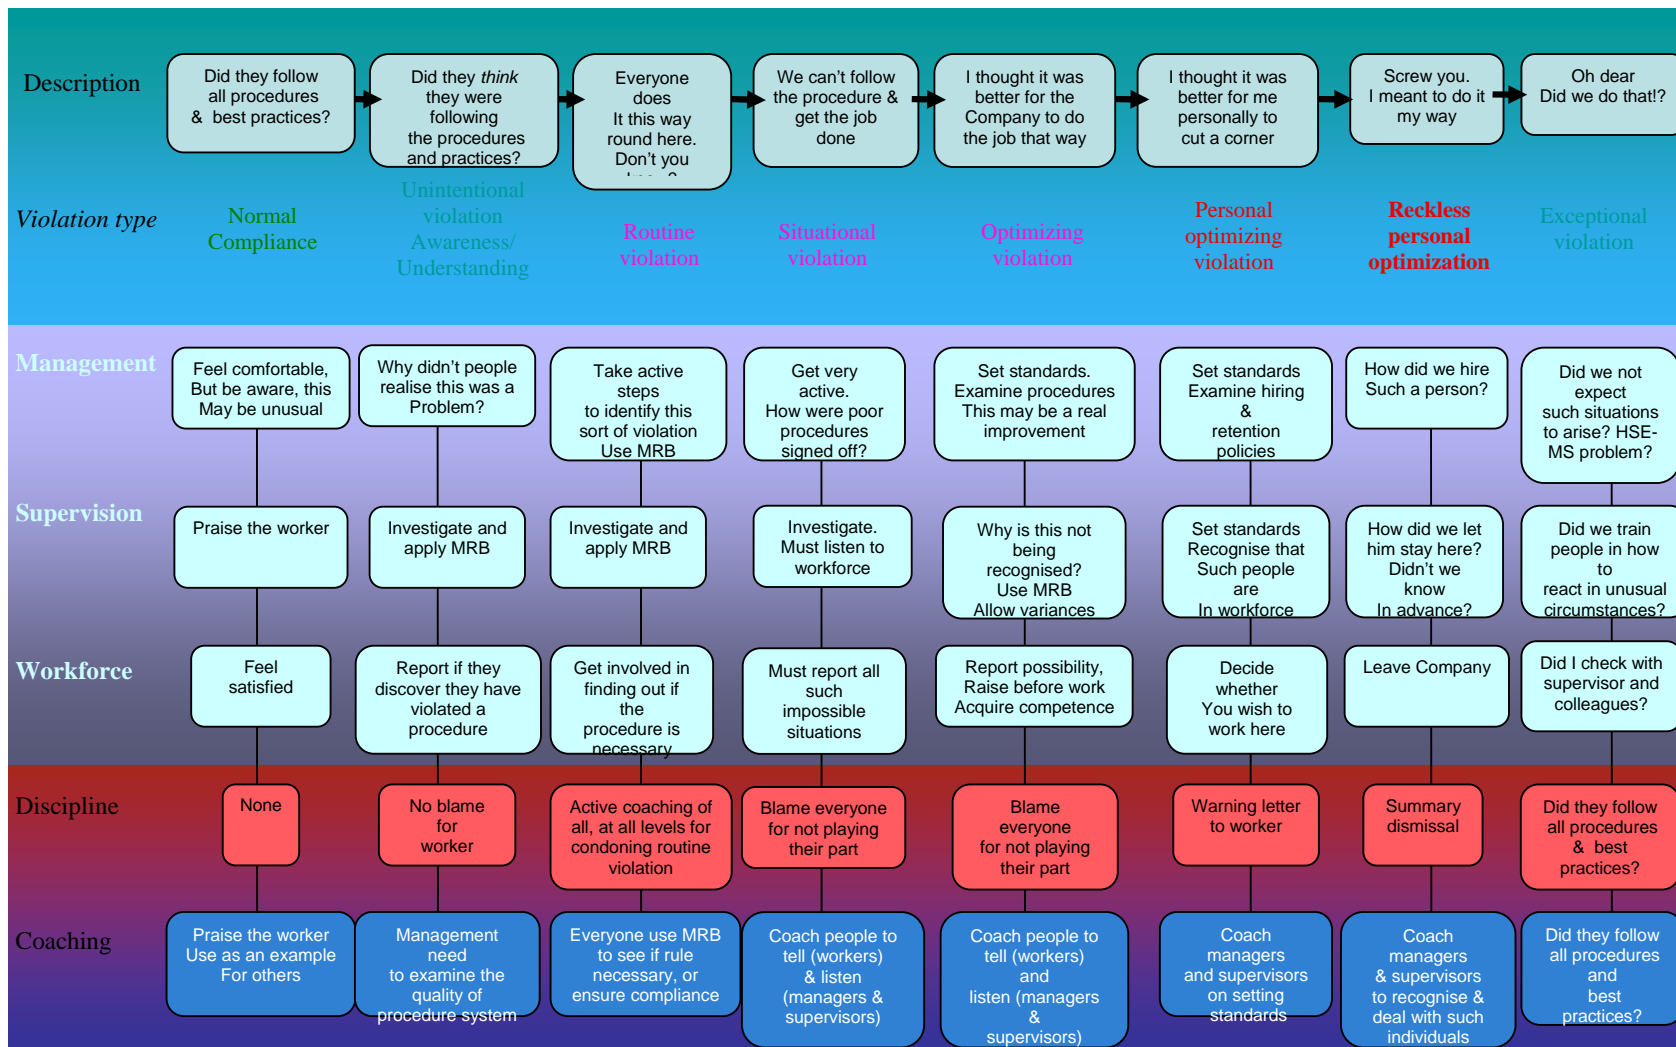 Description
Did they follow
all procedures
& best practices?
Did they think
they were
following
the procedures
and practices?
Everyone
does
It this way
round here.
Don't you
We can't follow
the procedure &
get the job
done
I thought it was
better for the
Company to do
the job that way
I thought it was
better for me
personally to
cut a corner
Screw you.
I meant to do it
my way
Oh dear
Did we do that!?
Violation type
Normal
Compliance
Unintentional
violation
Awareness/
Understanding
Routine
violation
Situational
violation
Optimizing
violation
Personal
optimizing
violation
Reckless
personal
optimization
Exceptional
violation
Management
Feel comfortable,
But be aware, this
May be unusual
Why didn't people
realise this was a
Problem?
Take active
steps
to identify this
sort of violation
Use MRB
Get very
active.
How were poor
procedures
signed off?
Set standards.
Examine procedures
This may be a real
improvement
Set standards
Examine hiring
&
retention
policies
How did we hire
Such a person?
Did we not
expect
such situations
to arise? HSE-
MS problem?
Supervision
Praise the worker
Investigate and
apply MRB
Investigate and
apply MRB
Investigate.
Must listen to
workforce
Why is this not
being
recognised?
Use MRB
Allow variances
Set standards
Recognise that
Such people
are
In workforce
How did we let
him stay here?
Didn't we
know
In advance?
Did we train
people in how
to
react in unusual
circumstances?
Workforce
Feel
satisfied
Report if they
discover they have
violated a
procedure
Get involved in
finding out if
the
procedure is
necessary
Must report all
such
impossible
situations
Report possibility,
Raise before work
Acquire competence
Decide
whether
You wish to
work here
Leave Company
Did I check with
supervisor and
colleagues?
Discipline
None
No blame
for
worker
Active coaching of
all, at all levels for
condoning routine
violation
Blame everyone
for not playing
their part
Blame
everyone
for not playing
their part
Warning letter
to worker
Summary
dismissal
Did they follow
all procedures
& best
practices?
Coaching
Praise the worker
Use as an example
For others
Management
need
to examine the
quality of
procedure system
Everyone use MRB
to see if rule
necessary, or
ensure compliance
Coach people to
tell (workers)
& listen
(managers &
supervisors)
Coach people to
tell (workers)
and
listen (managers
&
supervisors)
Coach
managers
and supervisors
on setting
standards
Coach
managers
& supervisors
to recognise &
deal with such
individuals
Did they follow
all procedures
and
best
practices?